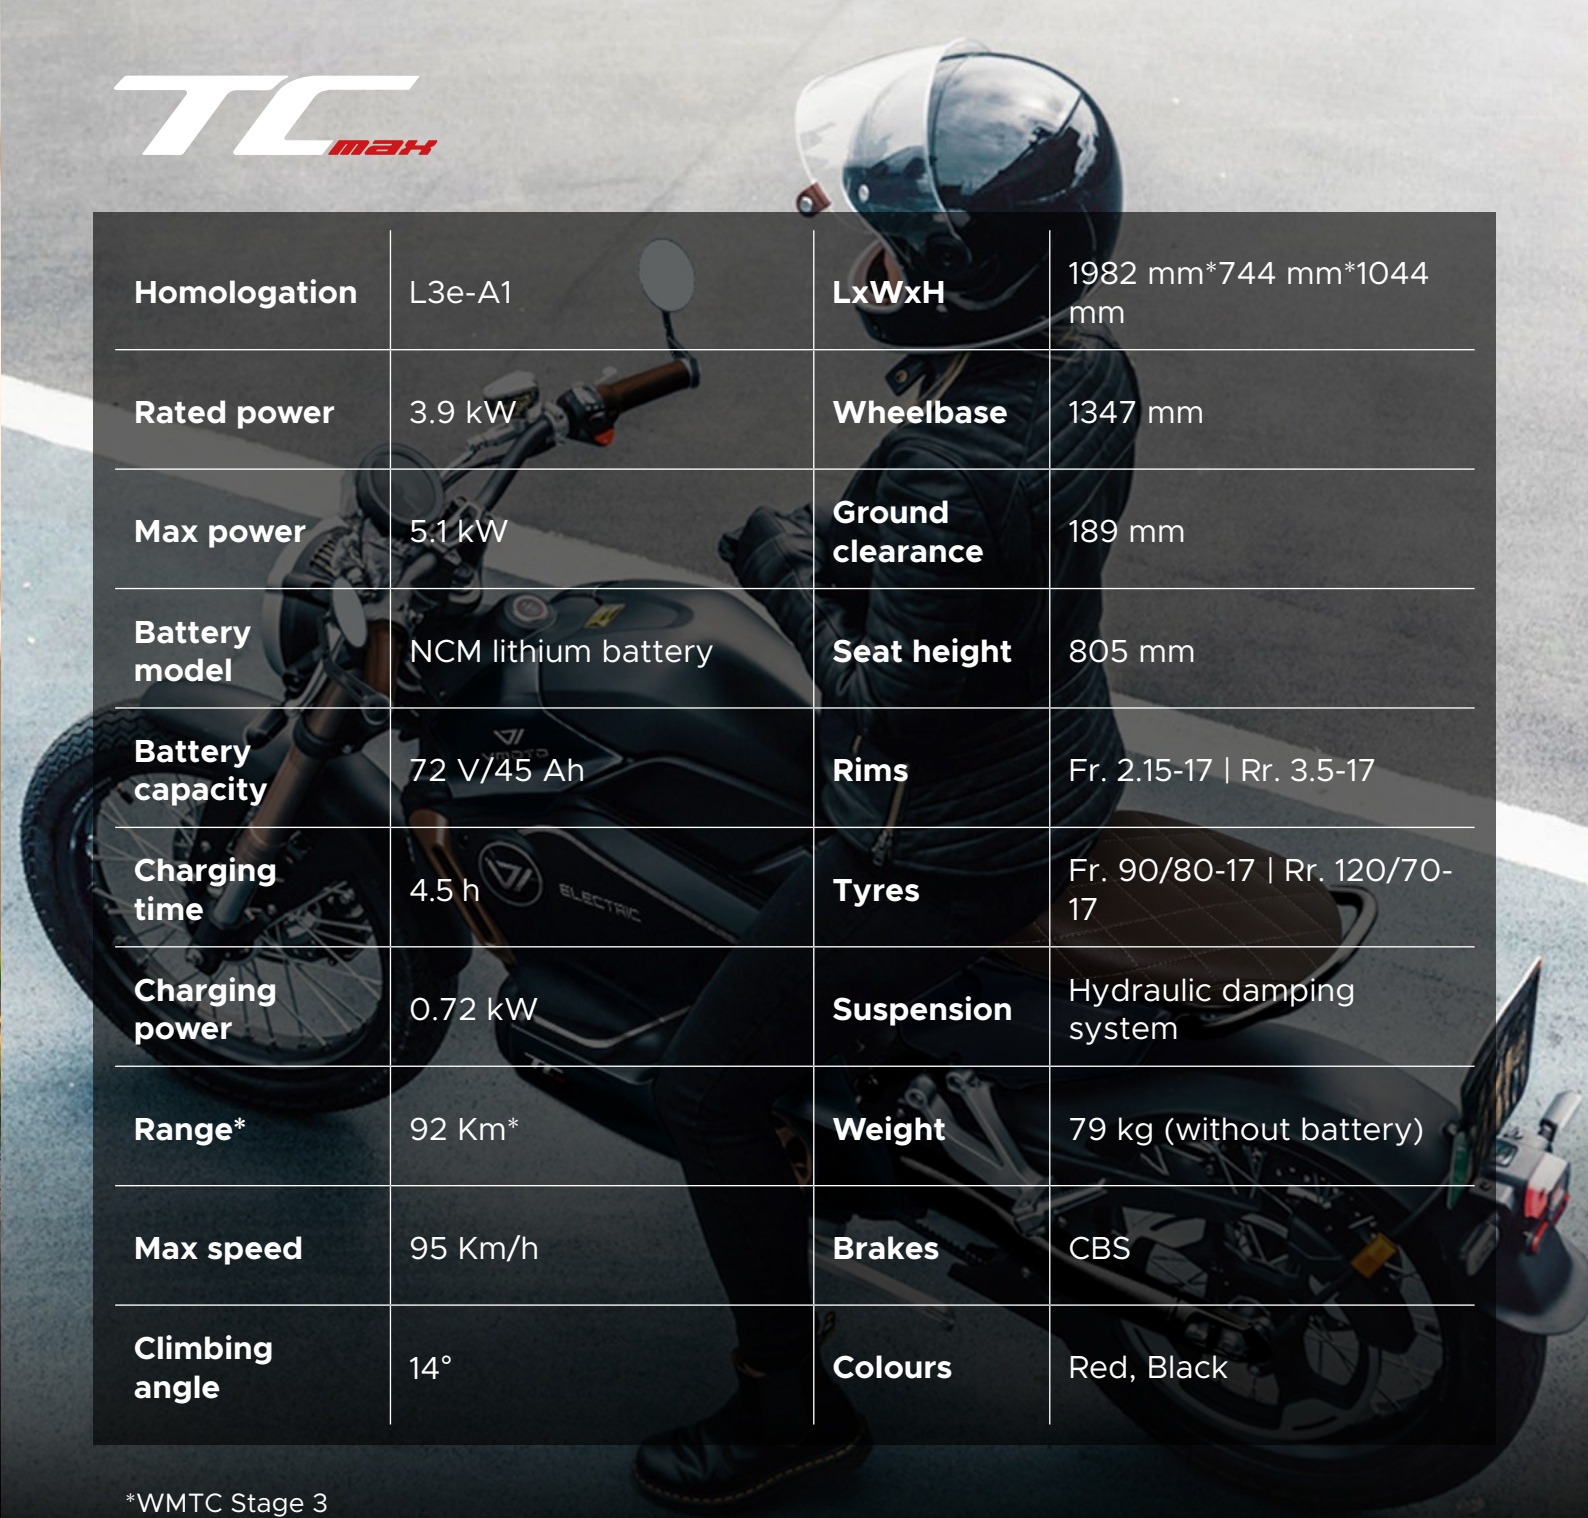 TC max
Homologation
L3e-A1
LxWxH
1982 mm*744 mm*1044
mm
Rated power
3.9 kW
Wheelbase
1347 mm
Max power
5.1 kW
Ground
clearance
189 mm
Battery
model
NCM lithium battery
Seat height
805 mm
Battery
capacity
72 V/45 Ah
Rims
Fr. 2.15-17 | Rr. 3.5-17
Charging
time
4.5 h
Tyres
Fr. 90/80-17 | Rr. 120/70-
17
Charging
power
0.72 kW
Suspension
Hydraulic damping
system
Range*
92 Km*
Weight
79 kg (without battery)
Max speed
95 Km/h
Brakes
CBS
Climbing
angle
14°
Colours
Red, Black
VMOTO
ELECTRIC
TC
*WMTC Stage 3